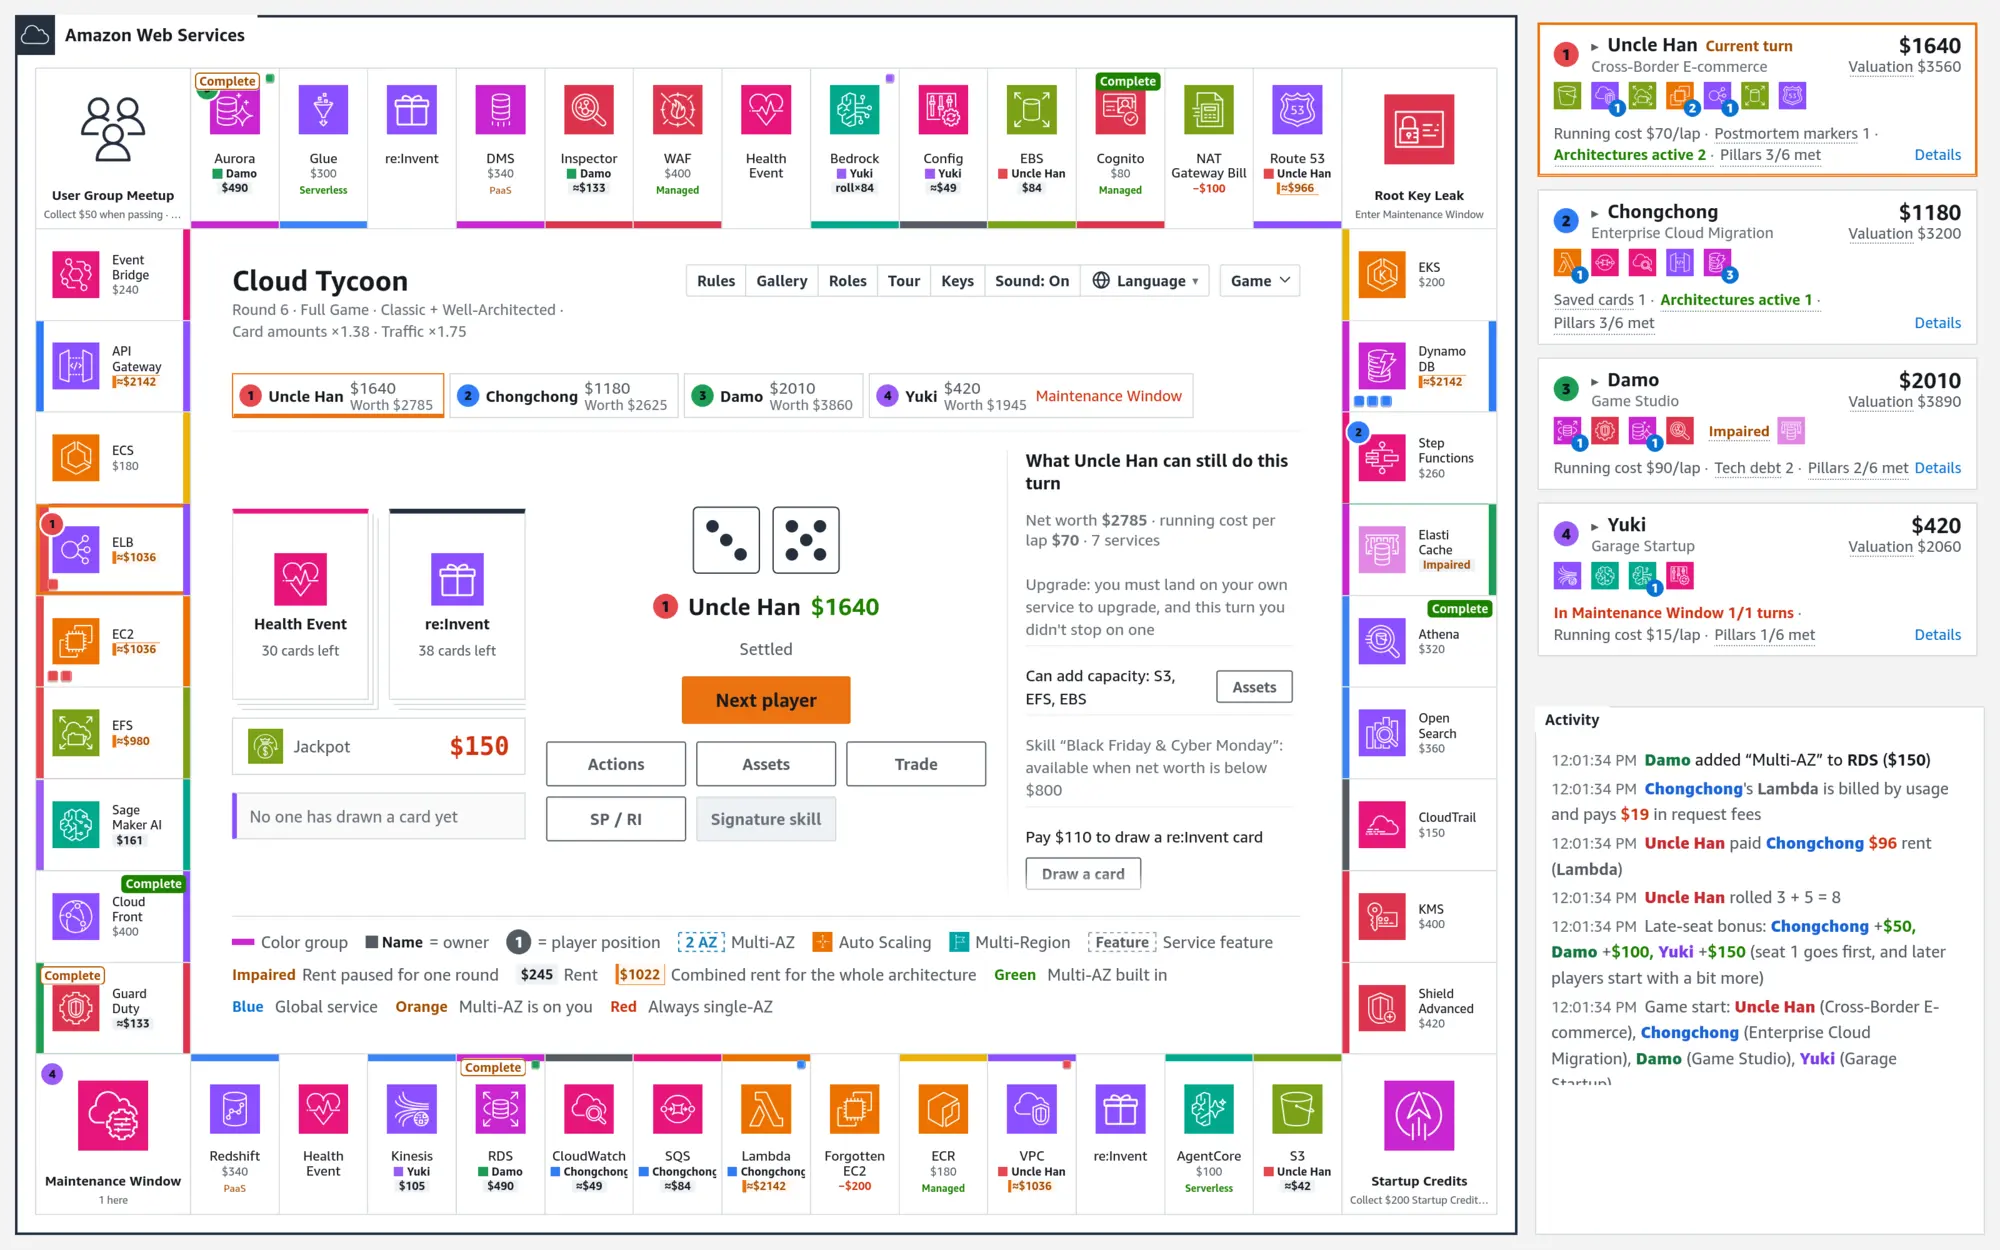 Amazon Web Services
User Group Meetup
Collect $50 when passing · ...
Complete
Aurora
Damo
$490
Glue
$300
Serverless
re:Invent
DMS
$340
PaaS
Inspector
Damo
≈$133
WAF
$400
Managed
Health
Event
Bedrock
Yuki
roll×84
Config
Yuki
≈$49
EBS
Uncle Han
$84
Complete
Cognito
$80
Managed
NAT
Gateway Bill
−$100
Route 53
Uncle Han
≈$966
Root Key Leak
Enter Maintenance Window
Event
Bridge
$240
API
Gateway
≈$2142
ECS
$180
1
ELB
≈$1036
EC2
≈$1036
EFS
≈$980
Sage
Maker AI
$161
Complete
Cloud
Front
$400
Complete
Guard
Duty
≈$133
Cloud Tycoon
Round 6 · Full Game · Classic + Well-Architected ·
Card amounts ×1.38 · Traffic ×1.75
Rules
Gallery
Roles
Tour
Keys
Sound: On
Language
Game
1 Uncle Han $1640 Worth $2785
2 Chongchong $1180 Worth $2625
3 Damo $2010 Worth $3860
4 Yuki $420 Worth $1945 Maintenance Window
Health Event
30 cards left
re:Invent
38 cards left
Jackpot $150
No one has drawn a card yet
1 Uncle Han $1640
Settled
Next player
Actions
Assets
Trade
SP / RI
Signature skill
What Uncle Han can still do this
turn
Net worth $2785 · running cost per
lap $70 · 7 services
Upgrade: you must land on your own
service to upgrade, and this turn you
didn't stop on one
Can add capacity: S3,
EFS, EBS
Assets
Skill “Black Friday & Cyber Monday”:
available when net worth is below
$800
Pay $110 to draw a re:Invent card
Draw a card
Color group Name = owner 1 = player position 2 AZ Multi-AZ Auto Scaling Multi-Region Feature Service feature
Impaired Rent paused for one round $245 Rent $1022 Combined rent for the whole architecture Green Multi-AZ built in
Blue Global service Orange Multi-AZ is on you Red Always single-AZ
EKS
$200
Dynamo
DB
≈$2142
2
Step
Functions
$260
Elasti
Cache
Impaired
Complete
Athena
$320
Open
Search
$360
CloudTrail
$150
KMS
$400
Shield
Advanced
$420
4
Maintenance Window
1 here
Redshift
$340
PaaS
Health
Event
Kinesis
Yuki
$105
Complete
RDS
Damo
$490
CloudWatch
Chongchong
≈$49
SQS
Chongchong
≈$84
Lambda
Chongchong
≈$2142
Forgotten
EC2
−$200
ECR
$180
Managed
VPC
Uncle Han
≈$1036
re:Invent
AgentCore
$100
Serverless
S3
Uncle Han
≈$42
Startup Credits
Collect $200 Startup Credit...
1 Uncle Han Current turn $1640
Cross-Border E-commerce Valuation $3560
53
1 2 1
Running cost $70/lap · Postmortem markers 1 ·
Architectures active 2 · Pillars 3/6 met Details
2 Chongchong $1180
Enterprise Cloud Migration Valuation $3200
1 3
Saved cards 1 · Architectures active 1 ·
Pillars 3/6 met Details
3 Damo $2010
Game Studio Valuation $3890
1 1 Impaired
Running cost $90/lap · Tech debt 2 · Pillars 2/6 met Details
4 Yuki $420
Garage Startup Valuation $2060
1
In Maintenance Window 1/1 turns ·
Running cost $15/lap · Pillars 1/6 met Details
Activity
12:01:34 PM Damo added “Multi-AZ” to RDS ($150)
12:01:34 PM Chongchong's Lambda is billed by usage
and pays $19 in request fees
12:01:34 PM Uncle Han paid Chongchong $96 rent
(Lambda)
12:01:34 PM Uncle Han rolled 3 + 5 = 8
12:01:34 PM Late-seat bonus: Chongchong +$50,
Damo +$100, Yuki +$150 (seat 1 goes first, and later
players start with a bit more)
12:01:34 PM Game start: Uncle Han (Cross-Border E-
commerce), Chongchong (Enterprise Cloud
Migration), Damo (Game Studio), Yuki (Garage
Startup)